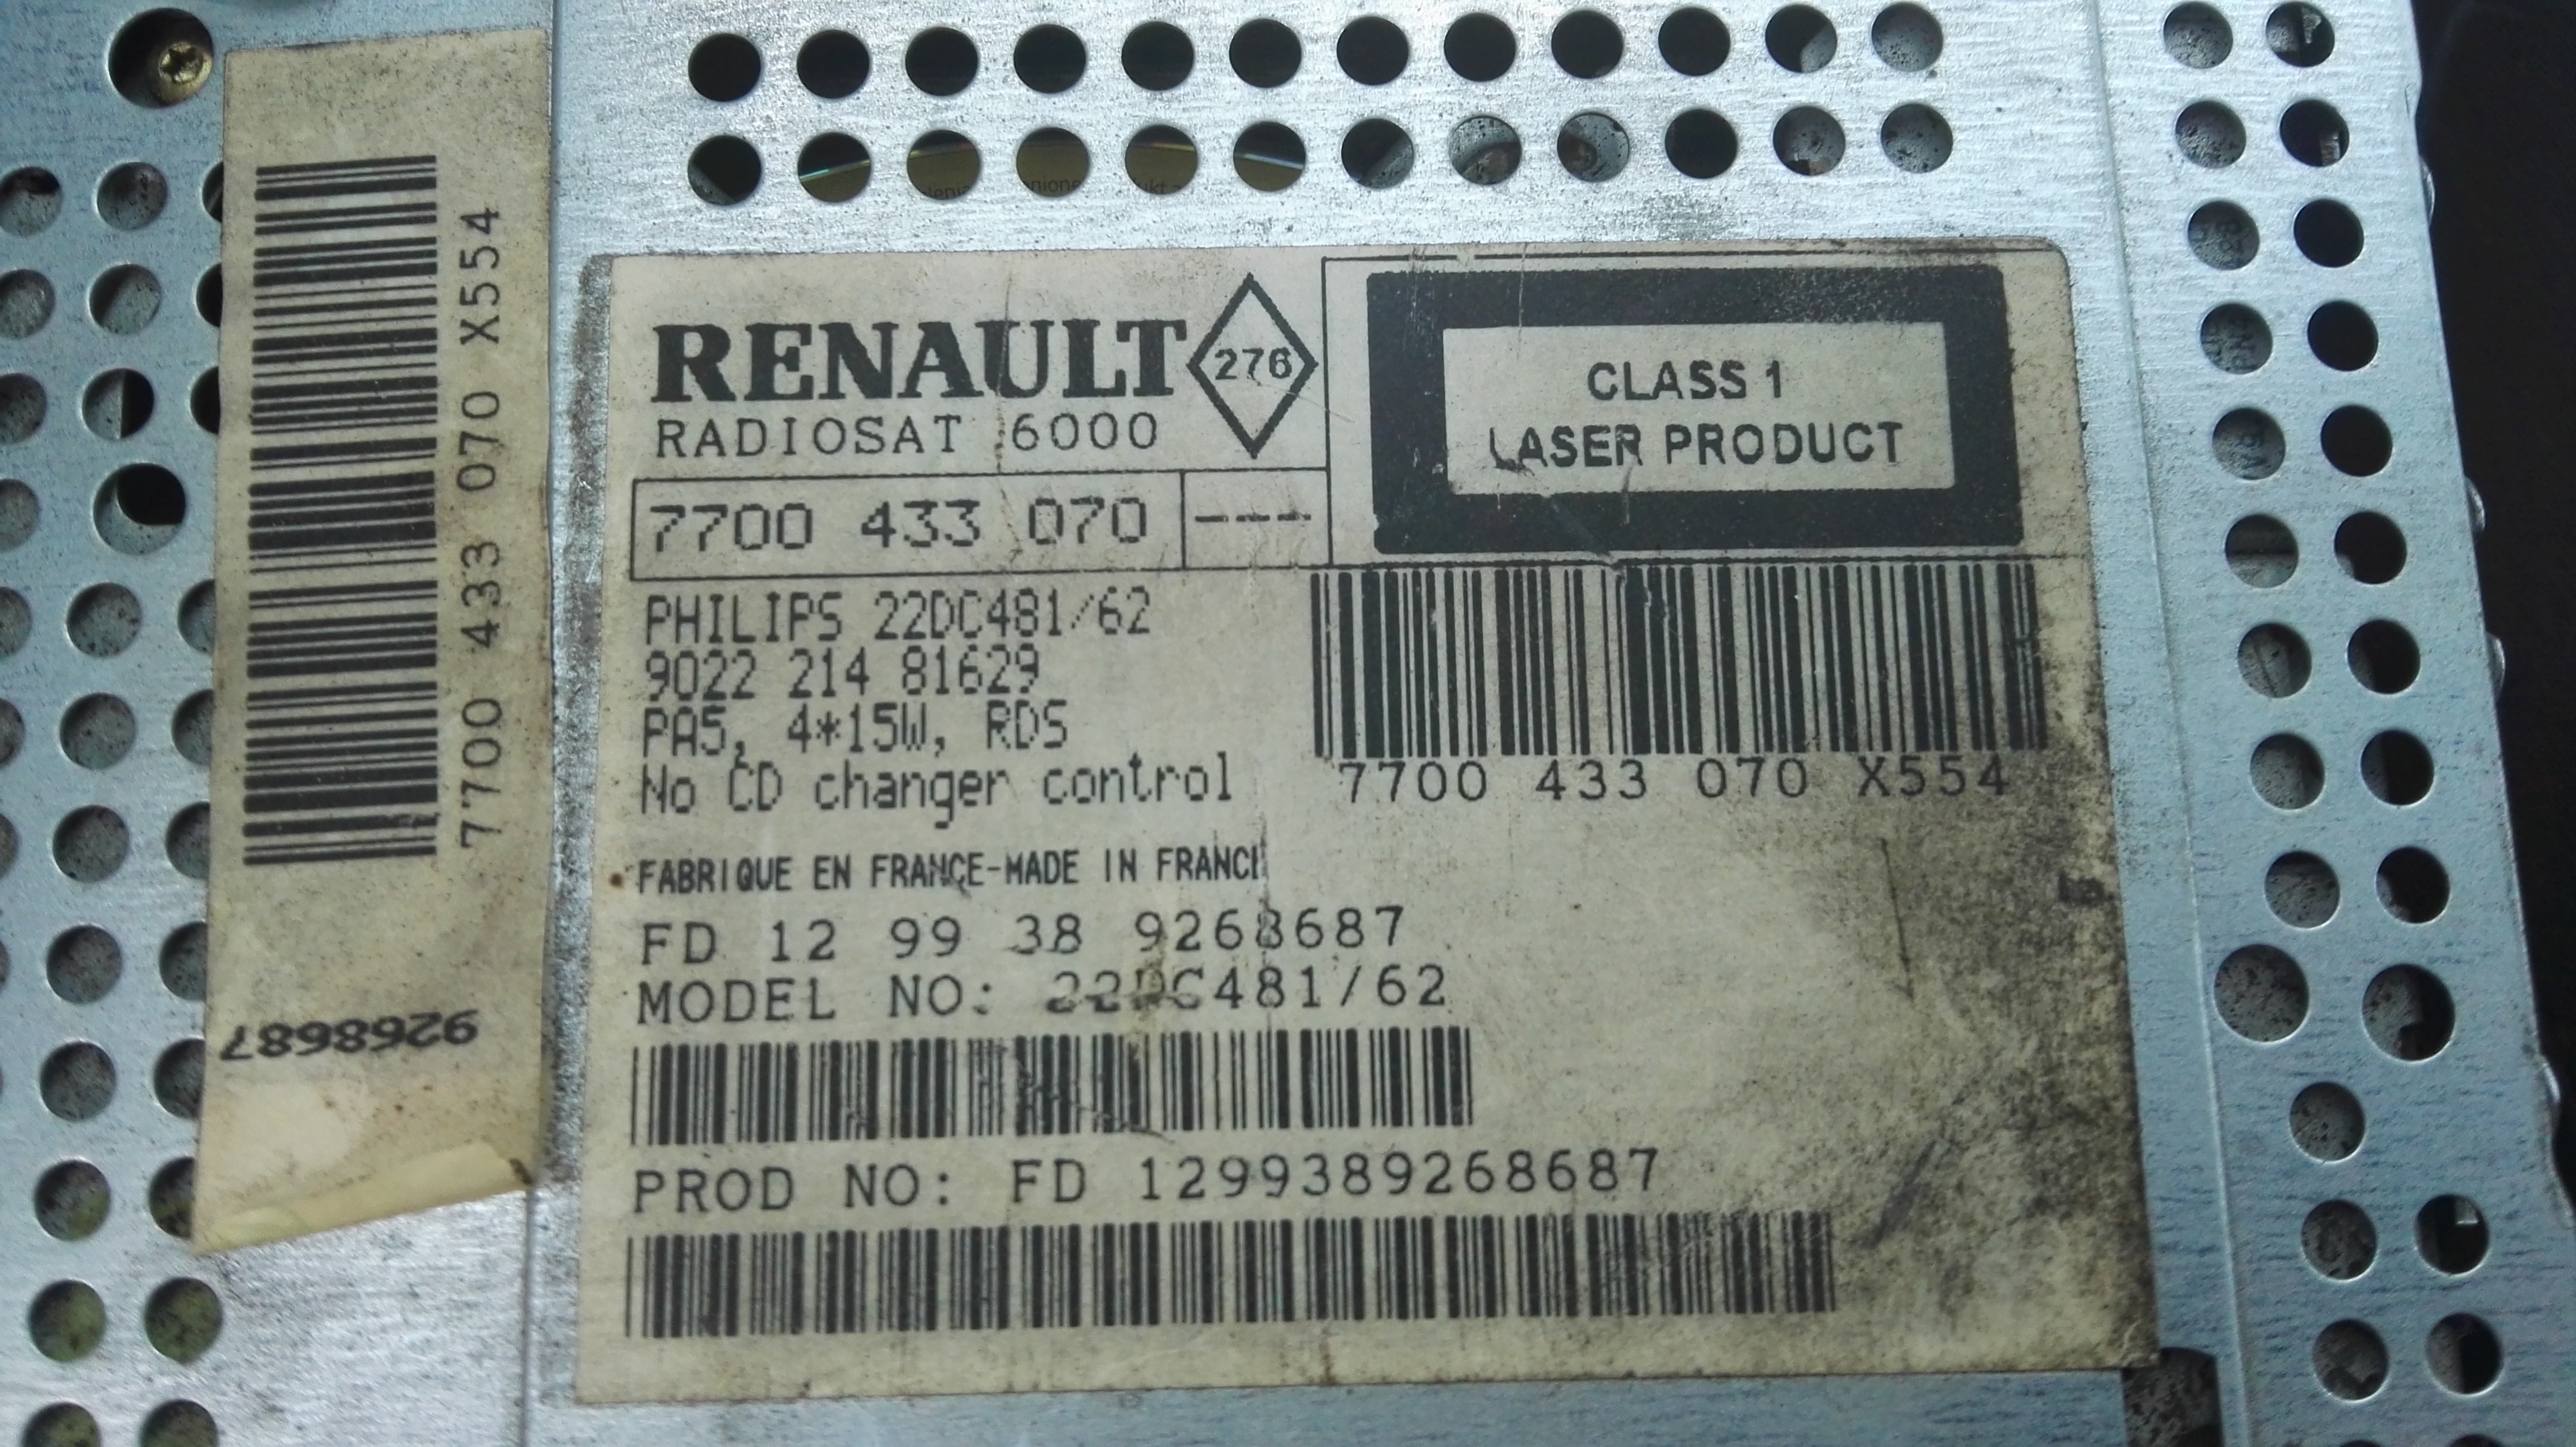 7700 433 070 X554
9268687
RENAULT
276
RADIOSAT 6000
CLASS 1
LASER PRODUCT
7700 433 070 ---
PHILIPS 22DC481/62
9022 214 81629
PA5, 4*15W, RDS
No CD changer control
7700 433 070 X554
FABRIQUE EN FRANCE-MADE IN FRANCE
FD 12 99 38 9268687
MODEL NO: 22DC481/62
PROD NO: FD 1299389268687